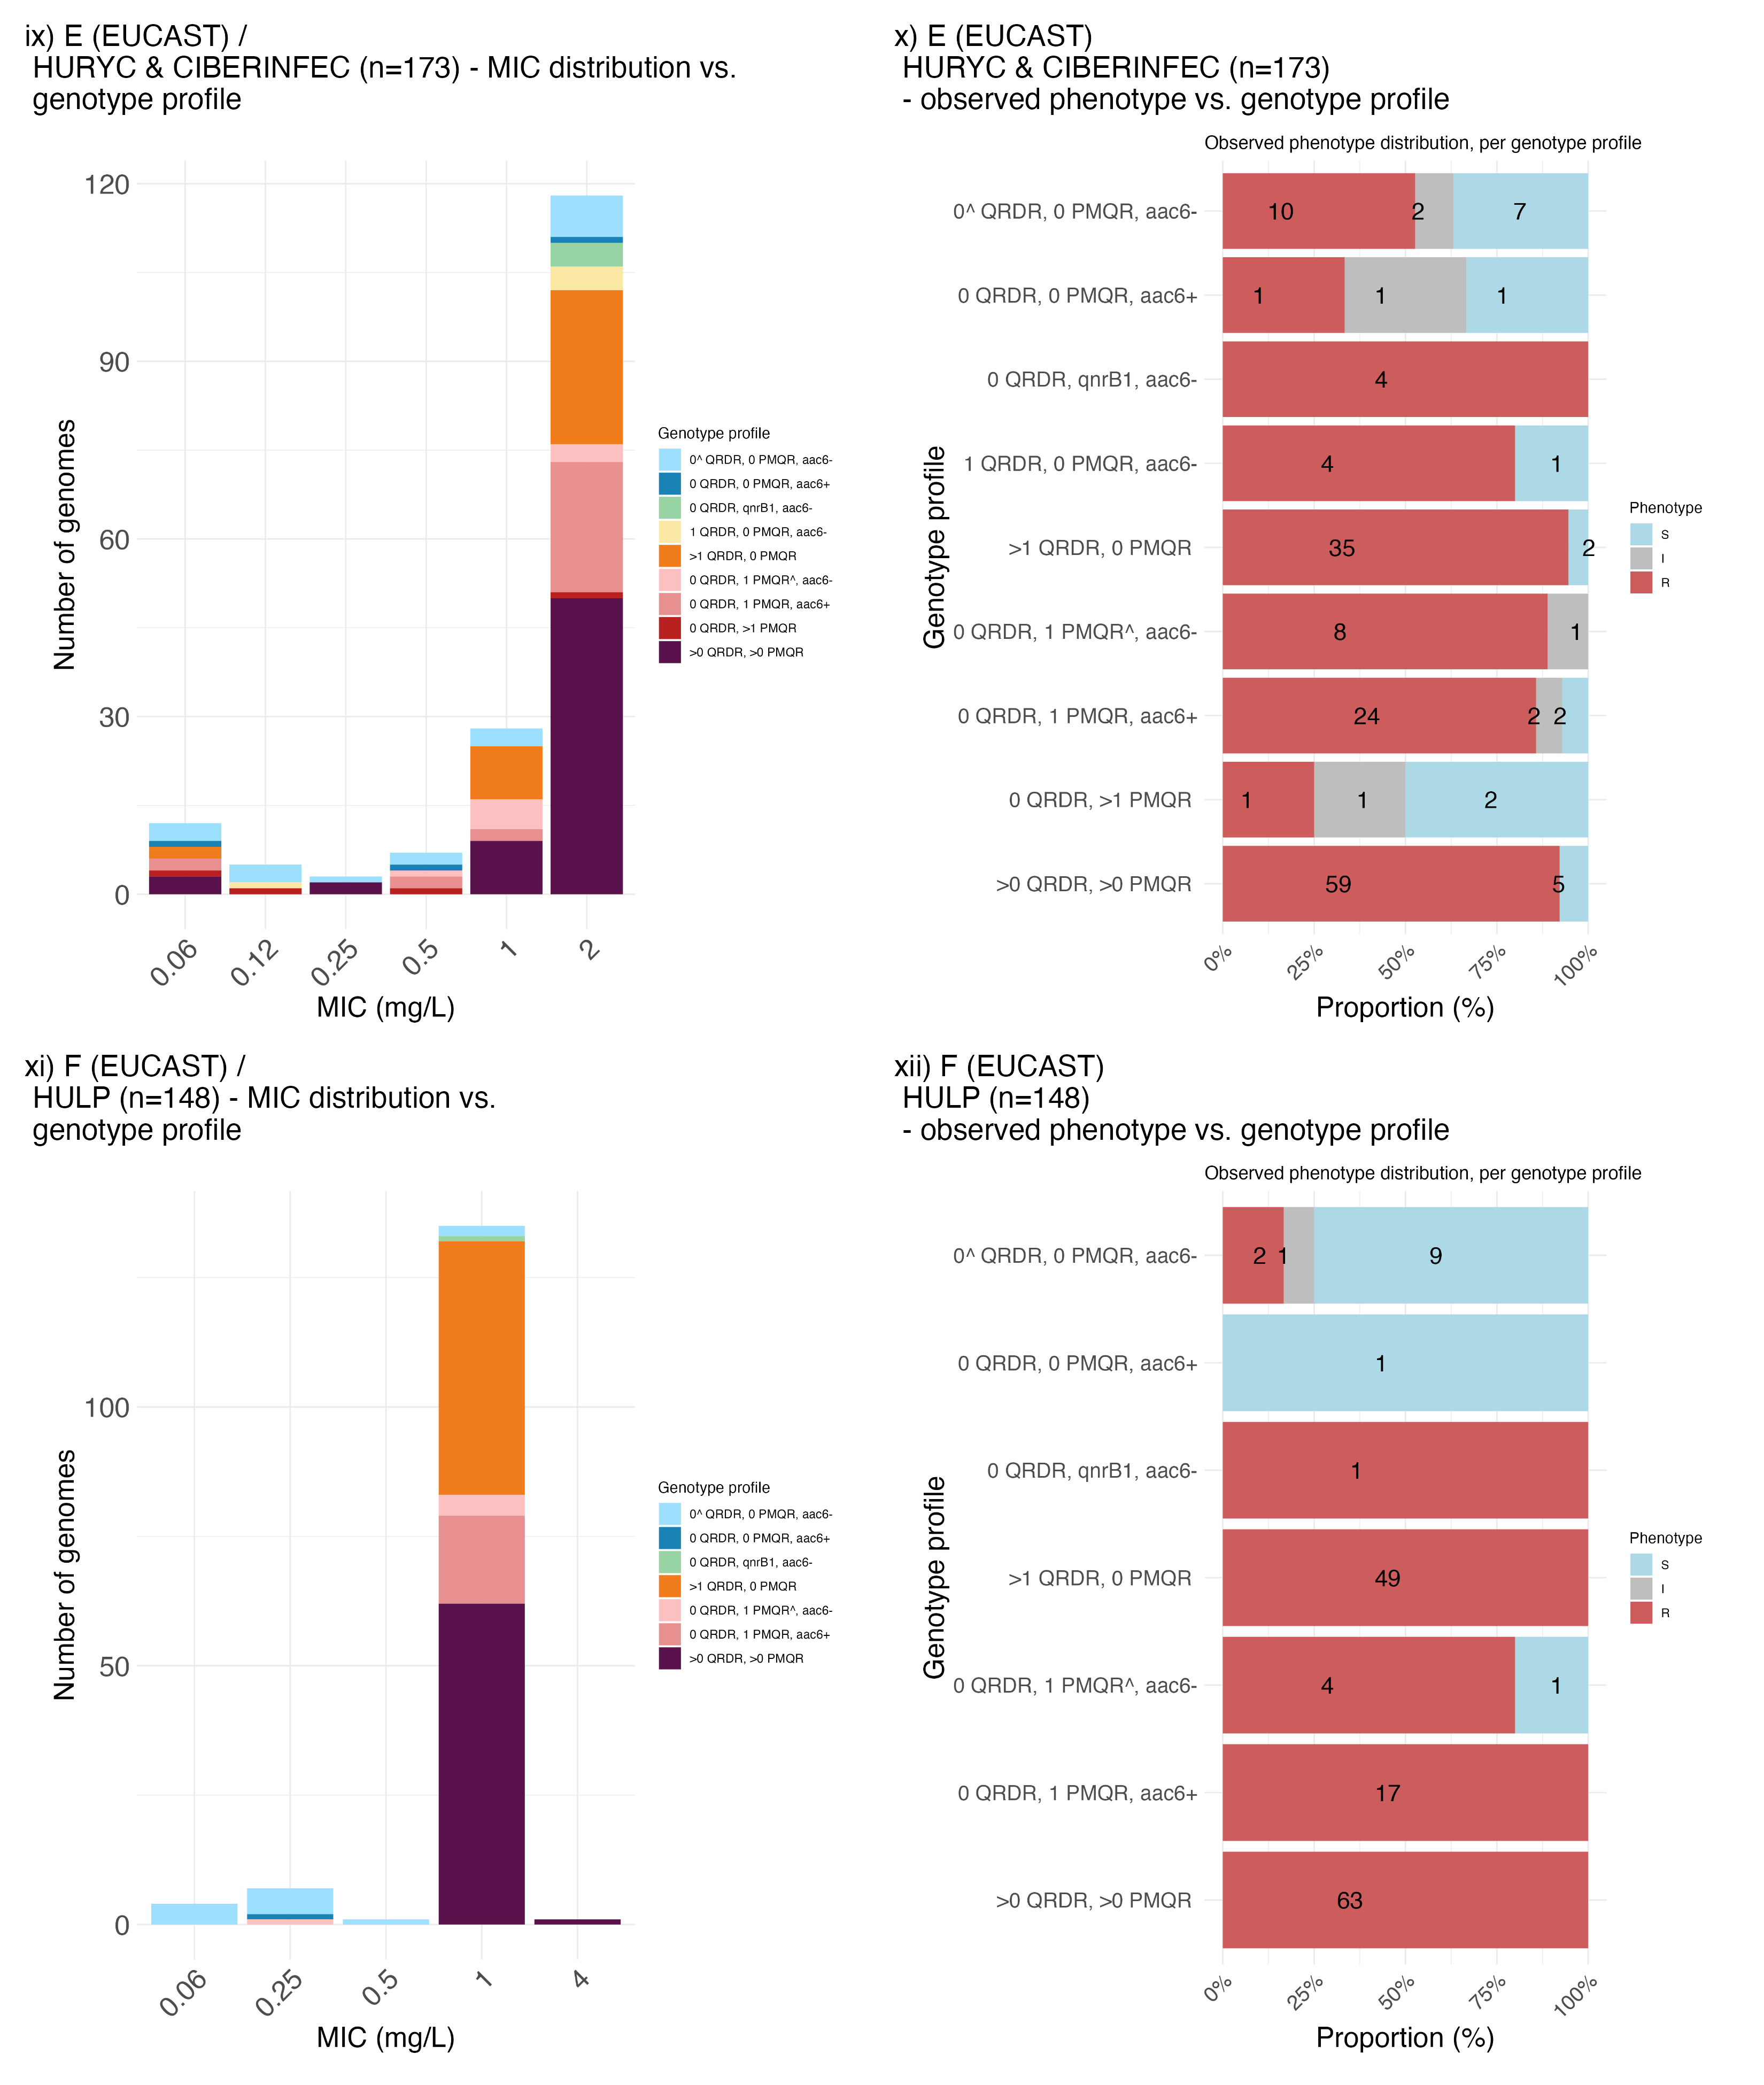 ix) E (EUCAST) /
HURYC & CIBERINFEC (n=173) - MIC distribution vs.
genotype profile
120
90
60
30
0
Number of genomes
0.06
0.12
0.25
0.5
1
2
MIC (mg/L)
Genotype profile
0^ QRDR, 0 PMQR, aac6-
0 QRDR, 0 PMQR, aac6+
0 QRDR, qnrB1, aac6-
1 QRDR, 0 PMQR, aac6-
>1 QRDR, 0 PMQR
0 QRDR, 1 PMQR^, aac6-
0 QRDR, 1 PMQR, aac6+
0 QRDR, >1 PMQR
>0 QRDR, >0 PMQR
x) E (EUCAST)
HURYC & CIBERINFEC (n=173)
- observed phenotype vs. genotype profile
Observed phenotype distribution, per genotype profile
Genotype profile
0^ QRDR, 0 PMQR, aac6- 10 2 7
0 QRDR, 0 PMQR, aac6+ 1 1 1
0 QRDR, qnrB1, aac6- 4
1 QRDR, 0 PMQR, aac6- 4 1
>1 QRDR, 0 PMQR 35 2
0 QRDR, 1 PMQR^, aac6- 8 1
0 QRDR, 1 PMQR, aac6+ 24 2 2
0 QRDR, >1 PMQR 1 1 2
>0 QRDR, >0 PMQR 59 5
0%
25%
50%
75%
100%
Proportion (%)
Phenotype
S
I
R
xi) F (EUCAST) /
HULP (n=148) - MIC distribution vs.
genotype profile
100
50
0
Number of genomes
0.06
0.25
0.5
1
4
MIC (mg/L)
Genotype profile
0^ QRDR, 0 PMQR, aac6-
0 QRDR, 0 PMQR, aac6+
0 QRDR, qnrB1, aac6-
>1 QRDR, 0 PMQR
0 QRDR, 1 PMQR^, aac6-
0 QRDR, 1 PMQR, aac6+
>0 QRDR, >0 PMQR
xii) F (EUCAST)
HULP (n=148)
- observed phenotype vs. genotype profile
Observed phenotype distribution, per genotype profile
Genotype profile
0^ QRDR, 0 PMQR, aac6- 2 1 9
0 QRDR, 0 PMQR, aac6+ 1
0 QRDR, qnrB1, aac6- 1
>1 QRDR, 0 PMQR 49
0 QRDR, 1 PMQR^, aac6- 4 1
0 QRDR, 1 PMQR, aac6+ 17
>0 QRDR, >0 PMQR 63
0%
25%
50%
75%
100%
Proportion (%)
Phenotype
S
I
R